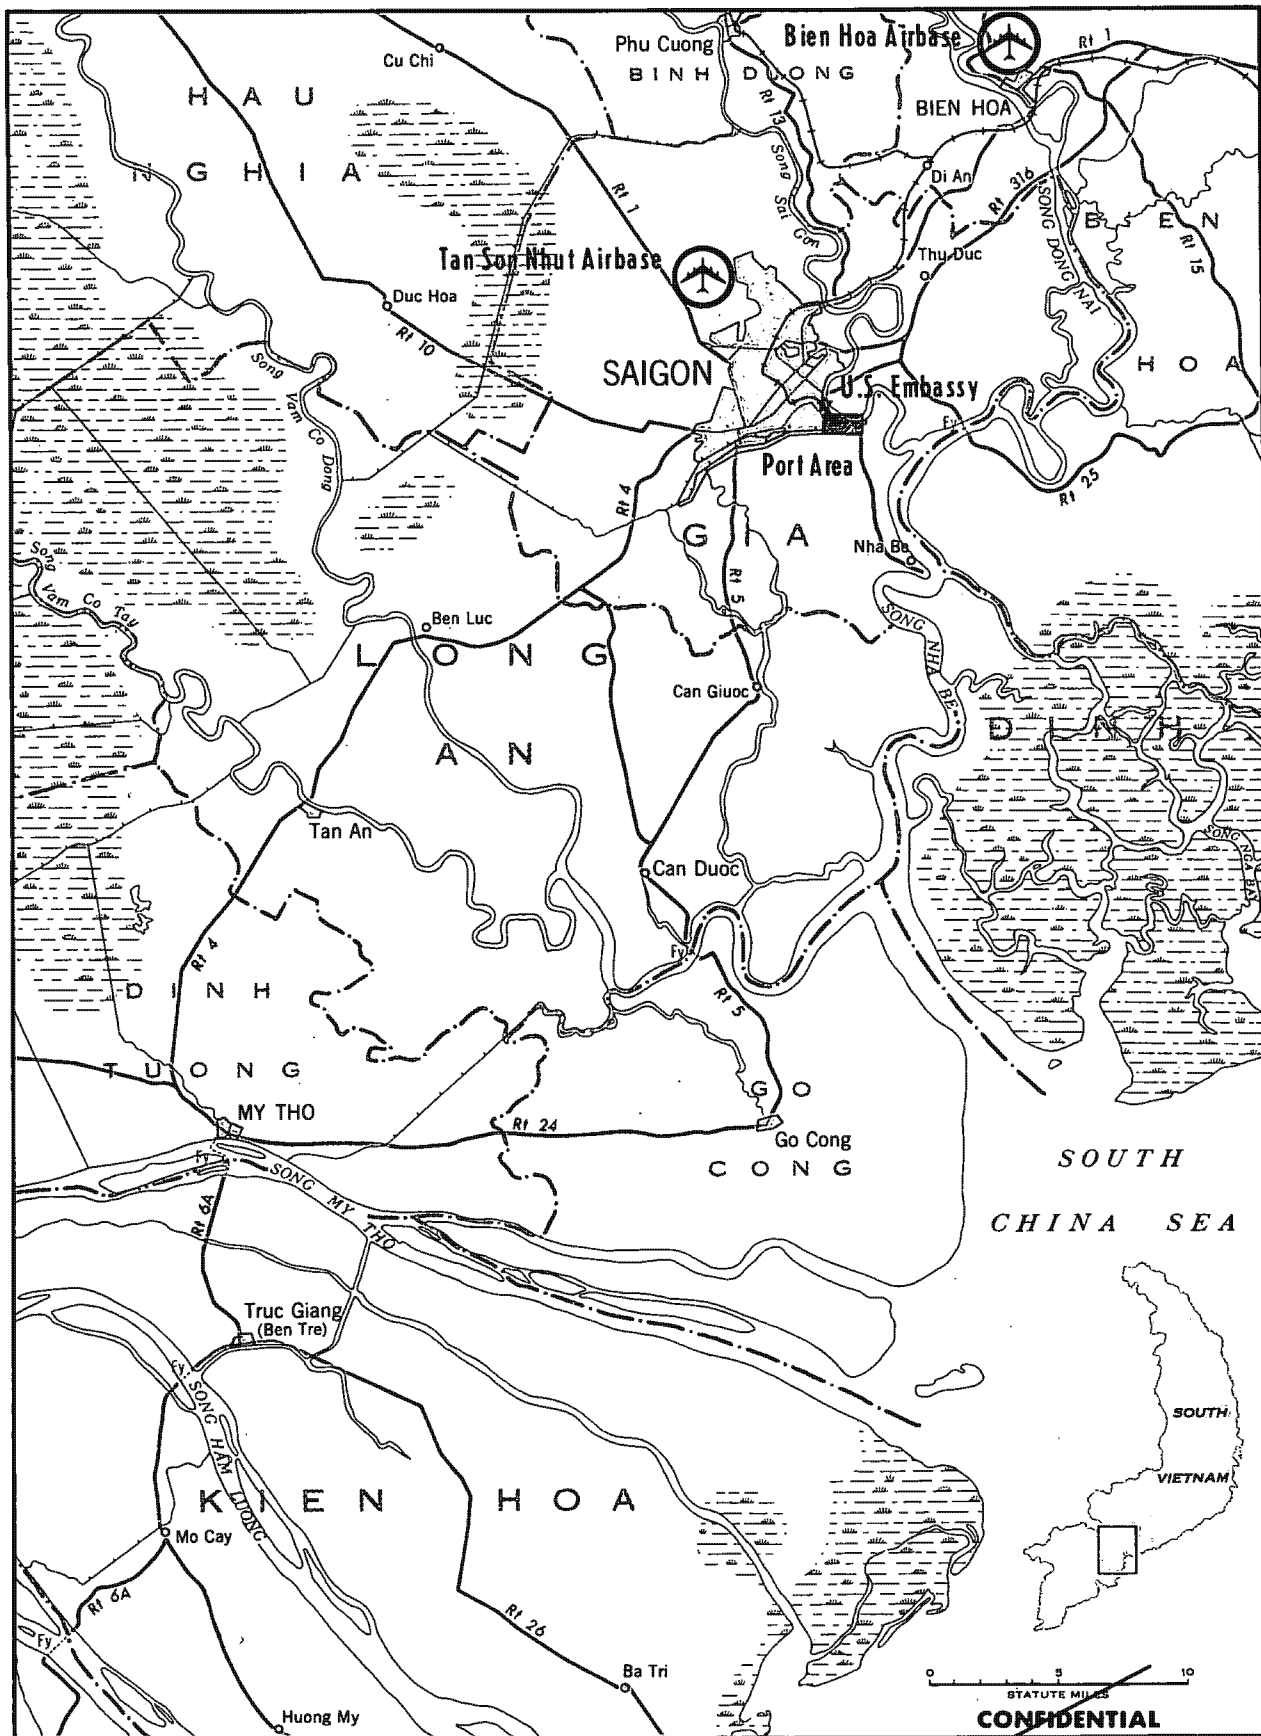 Bien Hoa Airbase
Rt 1
Phu Cuong
Cu Chi
BINH DUONG
HAU
NGHIA
BIEN HOA
Rt 13
Song Sai Gon
Di An
Rt 316
SONG DONG NAI
BIEN
Rt 15
Rt 1
Tan Son Nhut Airbase
Thu Duc
Duc Hoa
Rt 10
HOA
SAIGON
U.S. Embassy
Song Vam Co Dong
Fy
Port Area
Rt 25
Rt 4
GIA
Nha Be
Song Vam Co Tay
Rt 5
SONG NHA BE
Ben Luc
LONG
Can Giuoc
DINH
AN
Tan An
SONG NGA BAY
Can Duoc
Rt 4
Fy
DINH
Rt 5
TUONG
GO
MY THO
Rt 24
Go Cong
CONG
SOUTH
CHINA SEA
Fy
SONG MY THO
Rt 6A
Truc Giang
(Ben Tre)
Fy
SONG HAM LUONG
SOUTH
VIETNAM
KIEN HOA
Mo Cay
Rt 6A
Rt 26
Fy
Ba Tri
0 5 10
STATUTE MILES
Huong My
CONFIDENTIAL